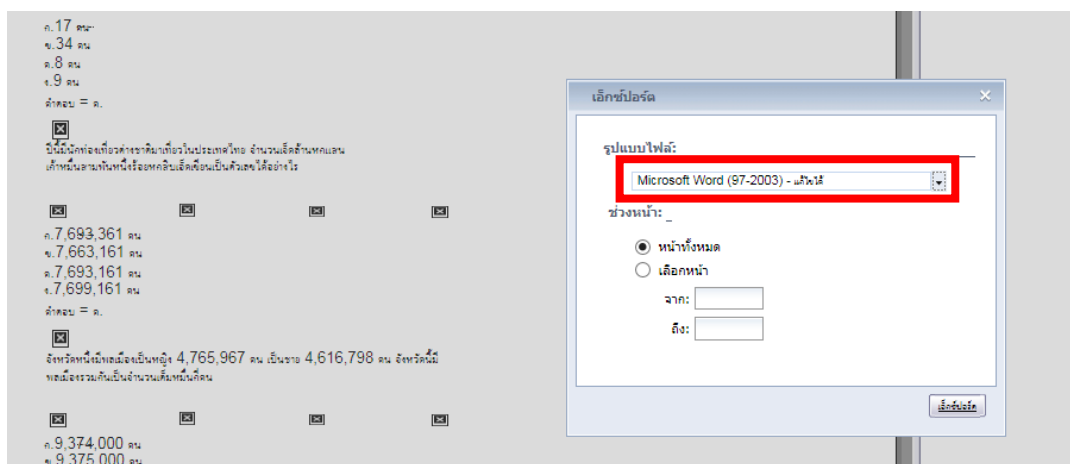 ก.17 คน
ข.34 คน
ค.8 คน
ง.9 คน
คำตอบ = ค.
ปีนี้มีนักท่องเที่ยวต่างชาติมาเที่ยวในประเทศไทย จำนวนเจ็ดล้านหกแสน
เก้าหมื่นสามพันหนึ่งร้อยหกสิบเอ็ดเขียนเป็นตัวเลขได้อย่างไร
ก.7,693,361 คน
ข.7,663,161 คน
ค.7,693,161 คน
ง.7,699,161 คน
คำตอบ = ค.
จังหวัดหนึ่งมีพลเมืองเป็นหญิง 4,765,967 คน เป็นชาย 4,616,798 คน จังหวัดนี้มี
พลเมืองรวมกันเป็นจำนวนเต็มหมื่นกี่คน
ก.9,374,000 คน
ข.9,375,000 คน
เอ็กซ์ปอร์ต
รูปแบบไฟล์:
Microsoft Word (97-2003) - แก้ไขได้
ช่วงหน้า:
หน้าทั้งหมด
เลือกหน้า
จาก:
ถึง:
เอ็กซ์ปอร์ต